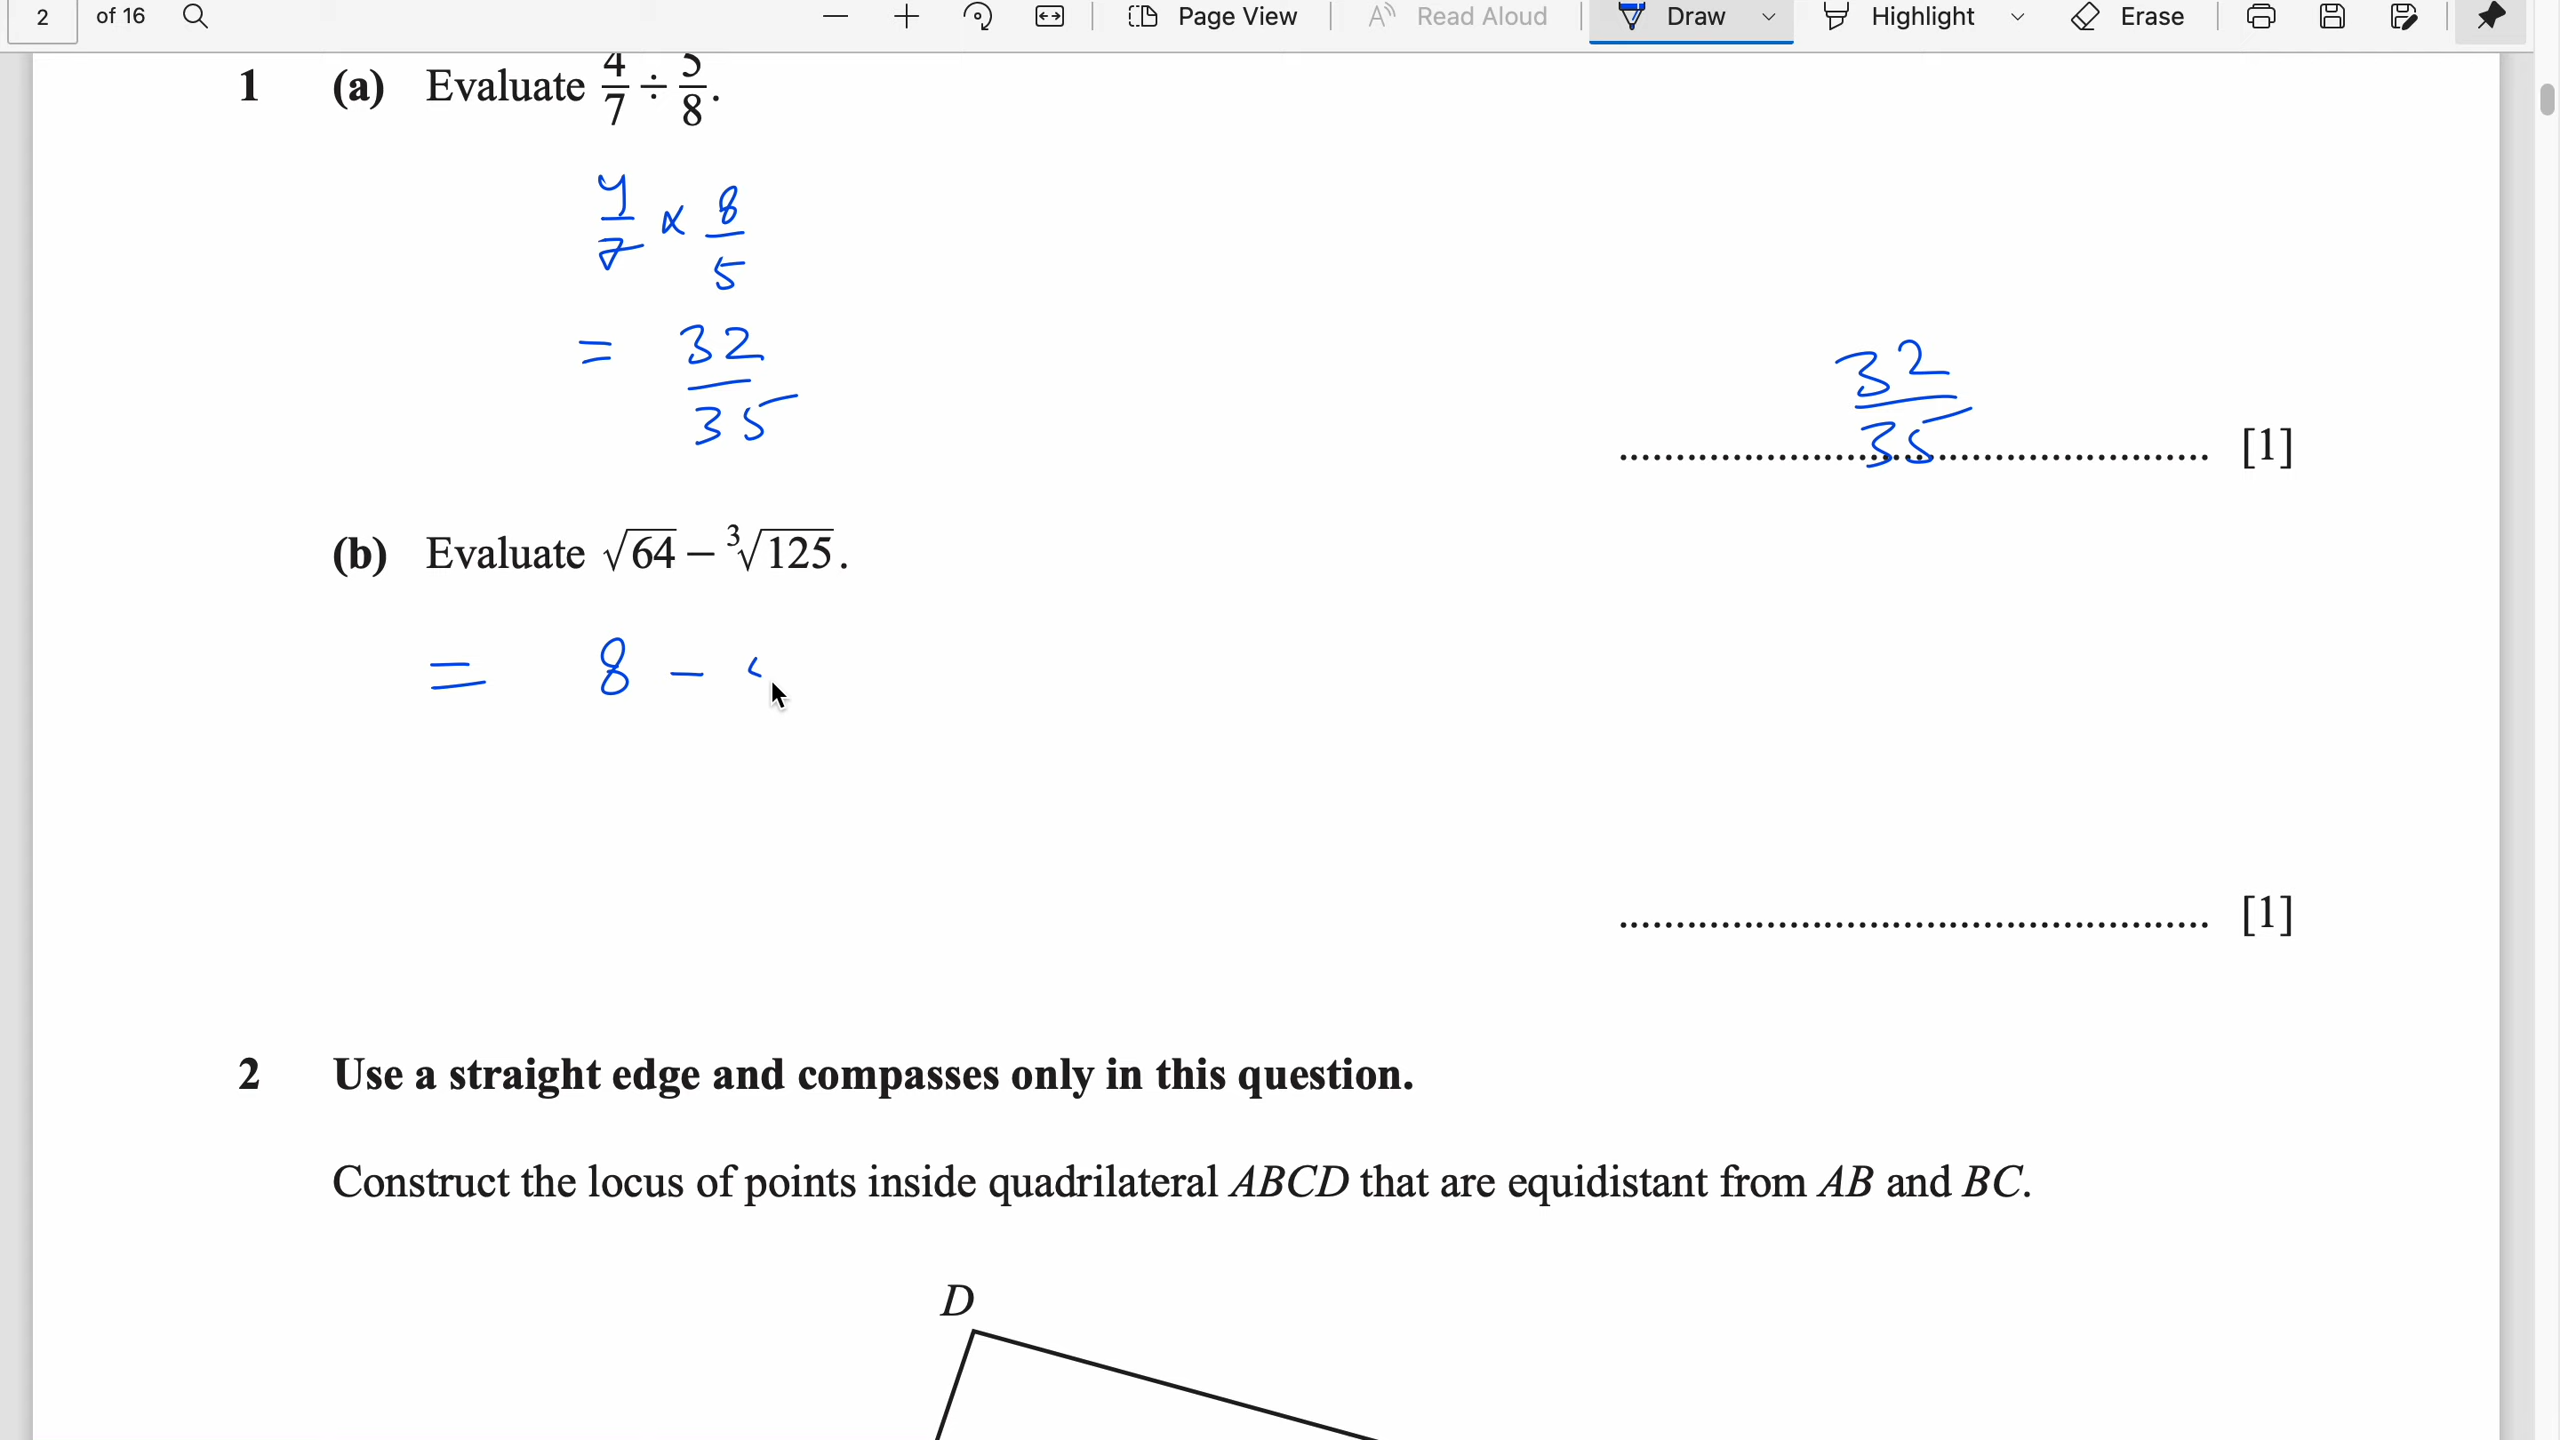 2 of 16 Page View Read Aloud Draw Highlight Erase
1 (a) Evaluate 4/7 ÷ 5/8.
4/7 × 8/5
= 32/35
32/35
.................................................... [1]
(b) Evaluate √64 − ³√125.
= 8 −
.................................................... [1]
2 Use a straight edge and compasses only in this question.
Construct the locus of points inside quadrilateral ABCD that are equidistant from AB and BC.
D